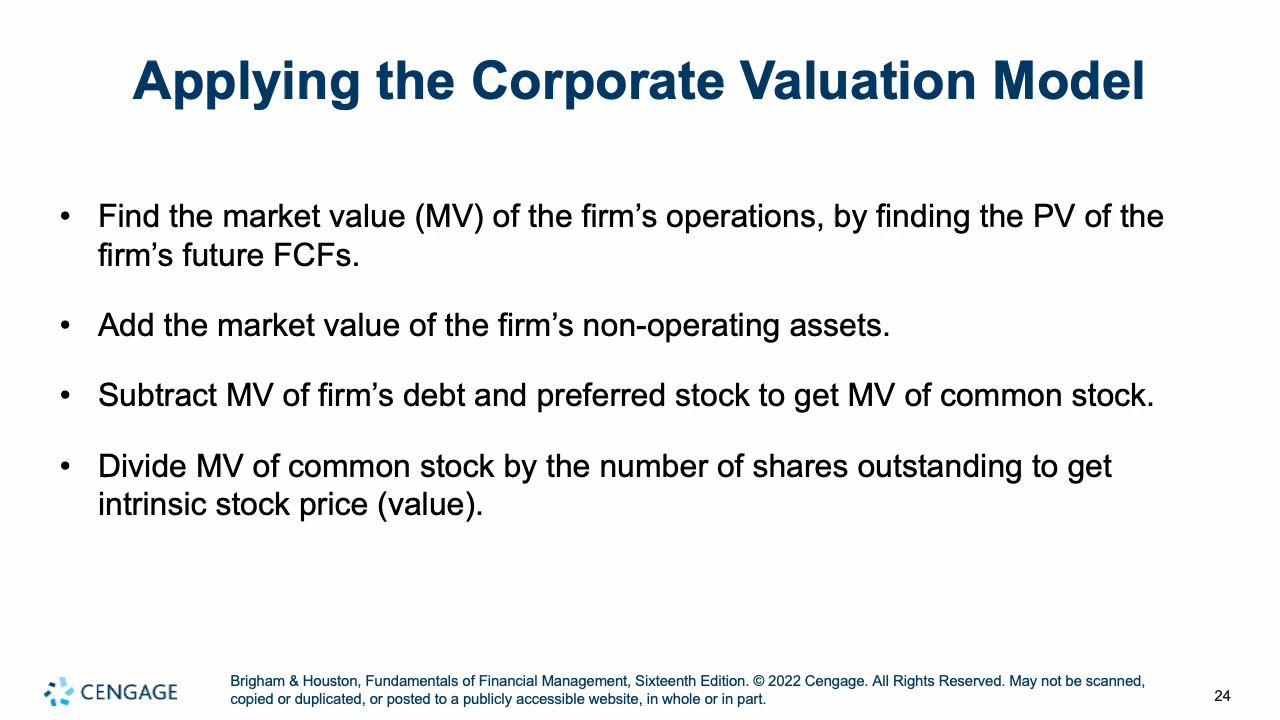 Applying the Corporate Valuation Model
• Find the market value (MV) of the firm’s operations, by finding the PV of the
firm’s future FCFs.
• Add the market value of the firm’s non-operating assets.
• Subtract MV of firm’s debt and preferred stock to get MV of common stock.
• Divide MV of common stock by the number of shares outstanding to get
intrinsic stock price (value).
CENGAGE
Brigham & Houston, Fundamentals of Financial Management, Sixteenth Edition. © 2022 Cengage. All Rights Reserved. May not be scanned,
copied or duplicated, or posted to a publicly accessible website, in whole or in part.
24